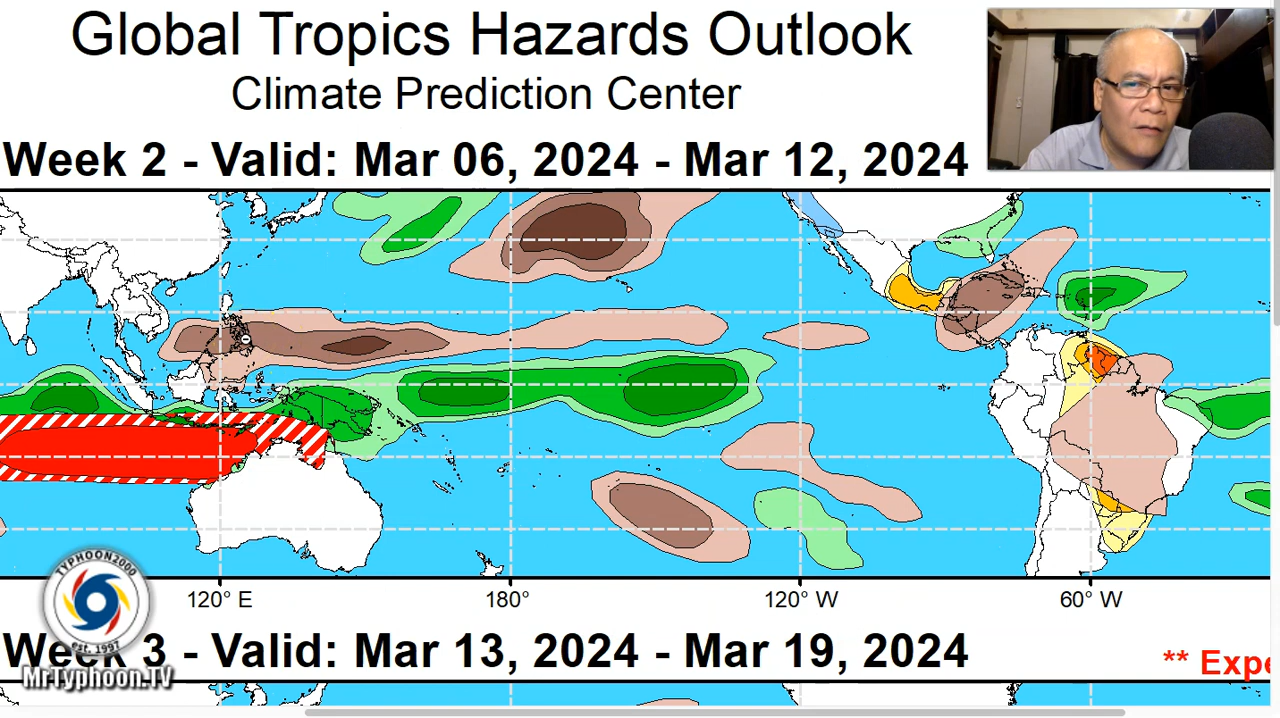 Global Tropics Hazards Outlook
Climate Prediction Center
Week 2 - Valid: Mar 06, 2024 - Mar 12, 2024
120° E
180°
120° W
60° W
TYPHOON2000
est. 1997
MrTyphoon.TV
Week 3 - Valid: Mar 13, 2024 - Mar 19, 2024
** Expe